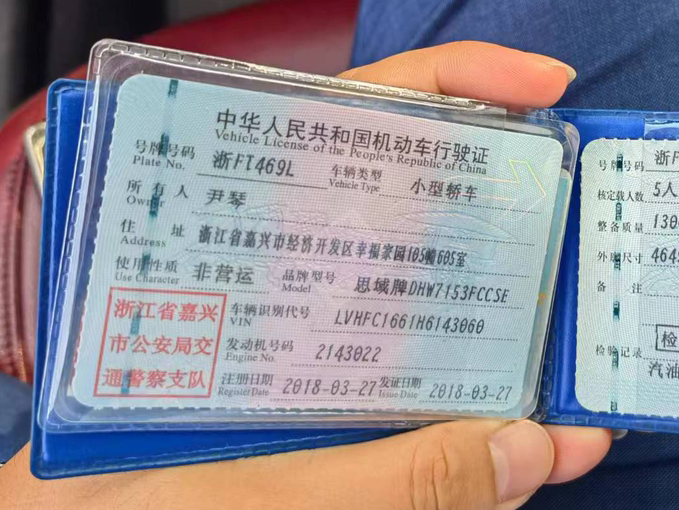 中华人民共和国机动车行驶证
Vehicle License of the People's Republic of China
号牌号码 浙FT469L 车辆类型 小型轿车
Plate No. Vehicle Type
所有人 尹琴
Owner
住址 浙江省嘉兴市经济开发区幸福家园105幢605室
Address
使用性质 非营运 品牌型号 思域牌DHW7153FCCSE
Use Character Model
浙江省嘉兴
市公安局交
通警察支队
车辆识别代号 LVHFC1661H6143060
VIN
发动机号码 2143022
Engine No.
注册日期 2018-03-27 发证日期 2018-03-27
Register Date Issue Date
号牌号码 浙F
核定载人数 5人
整备质量 130
外廓尺寸 464
备注
检
检验记录
汽油